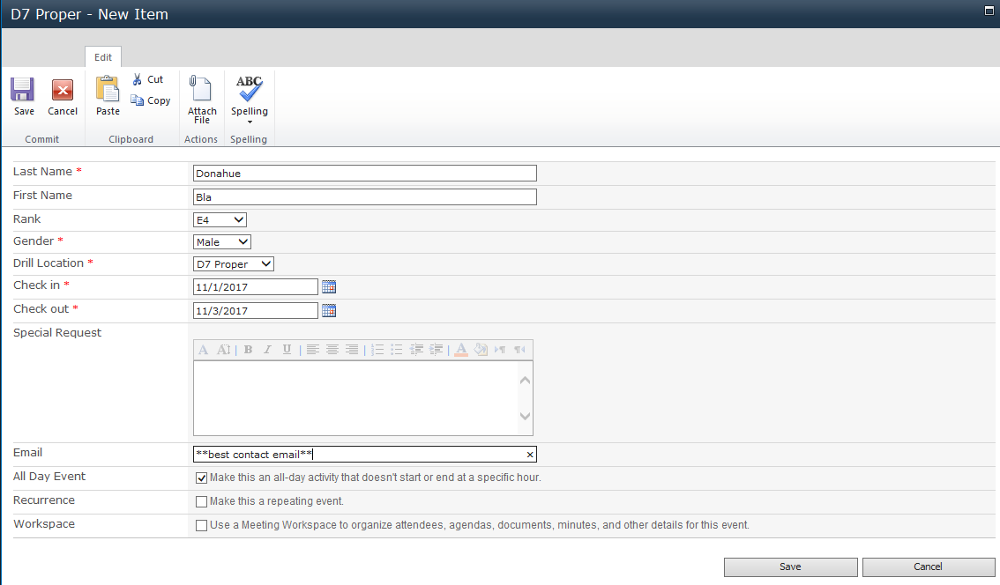 D7 Proper - New Item
Edit
Save
Cancel
Paste
Cut
Copy
Attach File
ABC
Spelling
Commit
Clipboard
Actions
Spelling
Last Name * Donahue
First Name Bla
Rank E4
Gender * Male
Drill Location * D7 Proper
Check in * 11/1/2017
Check out * 11/3/2017
Special Request
A A B I U A
Email **best contact email** ×
All Day Event Make this an all-day activity that doesn't start or end at a specific hour.
Recurrence Make this a repeating event.
Workspace Use a Meeting Workspace to organize attendees, agendas, documents, minutes, and other details for this event.
Save Cancel